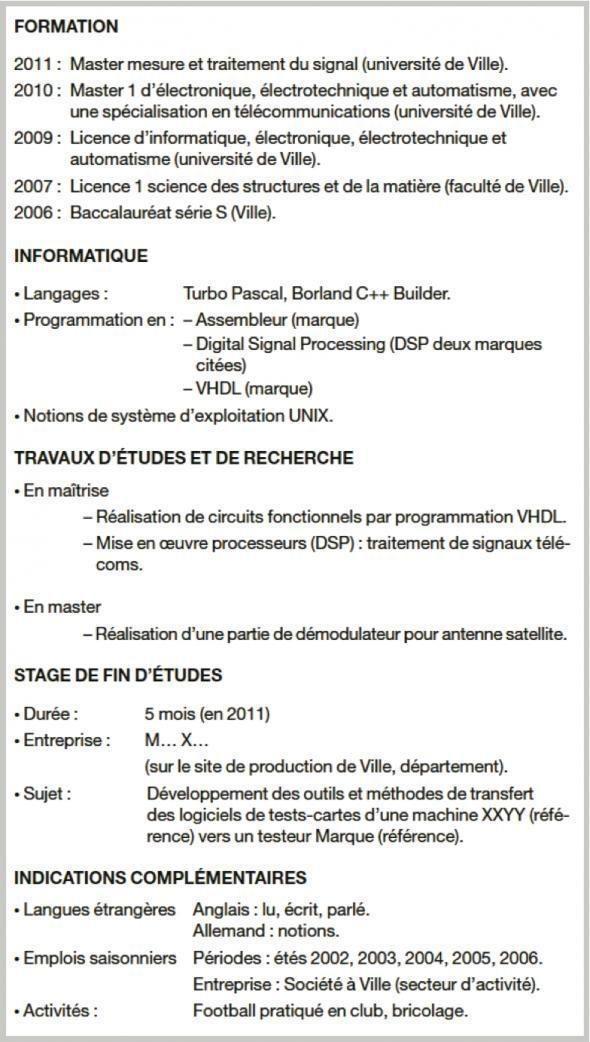 FORMATION
2011 : Master mesure et traitement du signal (université de Ville).
2010 : Master 1 d'électronique, électrotechnique et automatisme, avec
une spécialisation en télécommunications (université de Ville).
2009 : Licence d'informatique, électronique, électrotechnique et
automatisme (université de Ville).
2007 : Licence 1 science des structures et de la matière (faculté de Ville).
2006 : Baccalauréat série S (Ville).
INFORMATIQUE
• Langages : Turbo Pascal, Borland C++ Builder.
• Programmation en : – Assembleur (marque)
– Digital Signal Processing (DSP deux marques
citées)
– VHDL (marque)
• Notions de système d'exploitation UNIX.
TRAVAUX D'ÉTUDES ET DE RECHERCHE
• En maîtrise
– Réalisation de circuits fonctionnels par programmation VHDL.
– Mise en œuvre processeurs (DSP) : traitement de signaux télé-
coms.
• En master
– Réalisation d'une partie de démodulateur pour antenne satellite.
STAGE DE FIN D'ÉTUDES
• Durée : 5 mois (en 2011)
• Entreprise : M... X...
(sur le site de production de Ville, département).
• Sujet : Développement des outils et méthodes de transfert
des logiciels de tests-cartes d'une machine XXYY (réfé-
rence) vers un testeur Marque (référence).
INDICATIONS COMPLÉMENTAIRES
• Langues étrangères Anglais : lu, écrit, parlé.
Allemand : notions.
• Emplois saisonniers Périodes : étés 2002, 2003, 2004, 2005, 2006.
Entreprise : Société à Ville (secteur d'activité).
• Activités : Football pratiqué en club, bricolage.